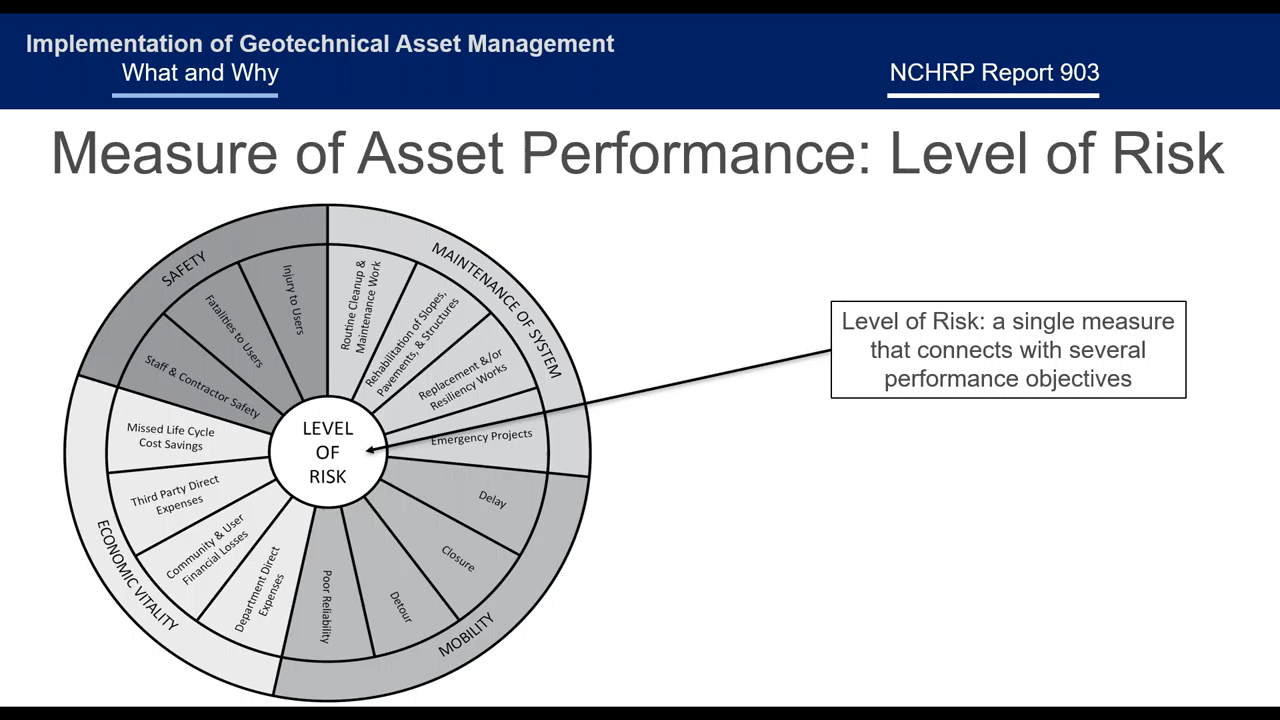 Implementation of Geotechnical Asset Management
What and Why
NCHRP Report 903
Measure of Asset Performance: Level of Risk
SAFETY
Staff & Contractor Safety
Fatalities to Users
Injury to Users
MAINTENANCE OF SYSTEM
Routine Cleanup &
Maintenance Work
Rehabilitation of Slopes,
Pavements, & Structures
Replacement &/or
Resiliency Works
Emergency Projects
MOBILITY
Delay
Closure
Detour
Poor Reliability
ECONOMIC VITALITY
Department Direct
Expenses
Community & User
Financial Losses
Third Party Direct
Expenses
Missed Life Cycle
Cost Savings
LEVEL
OF
RISK
Level of Risk: a single measure
that connects with several
performance objectives